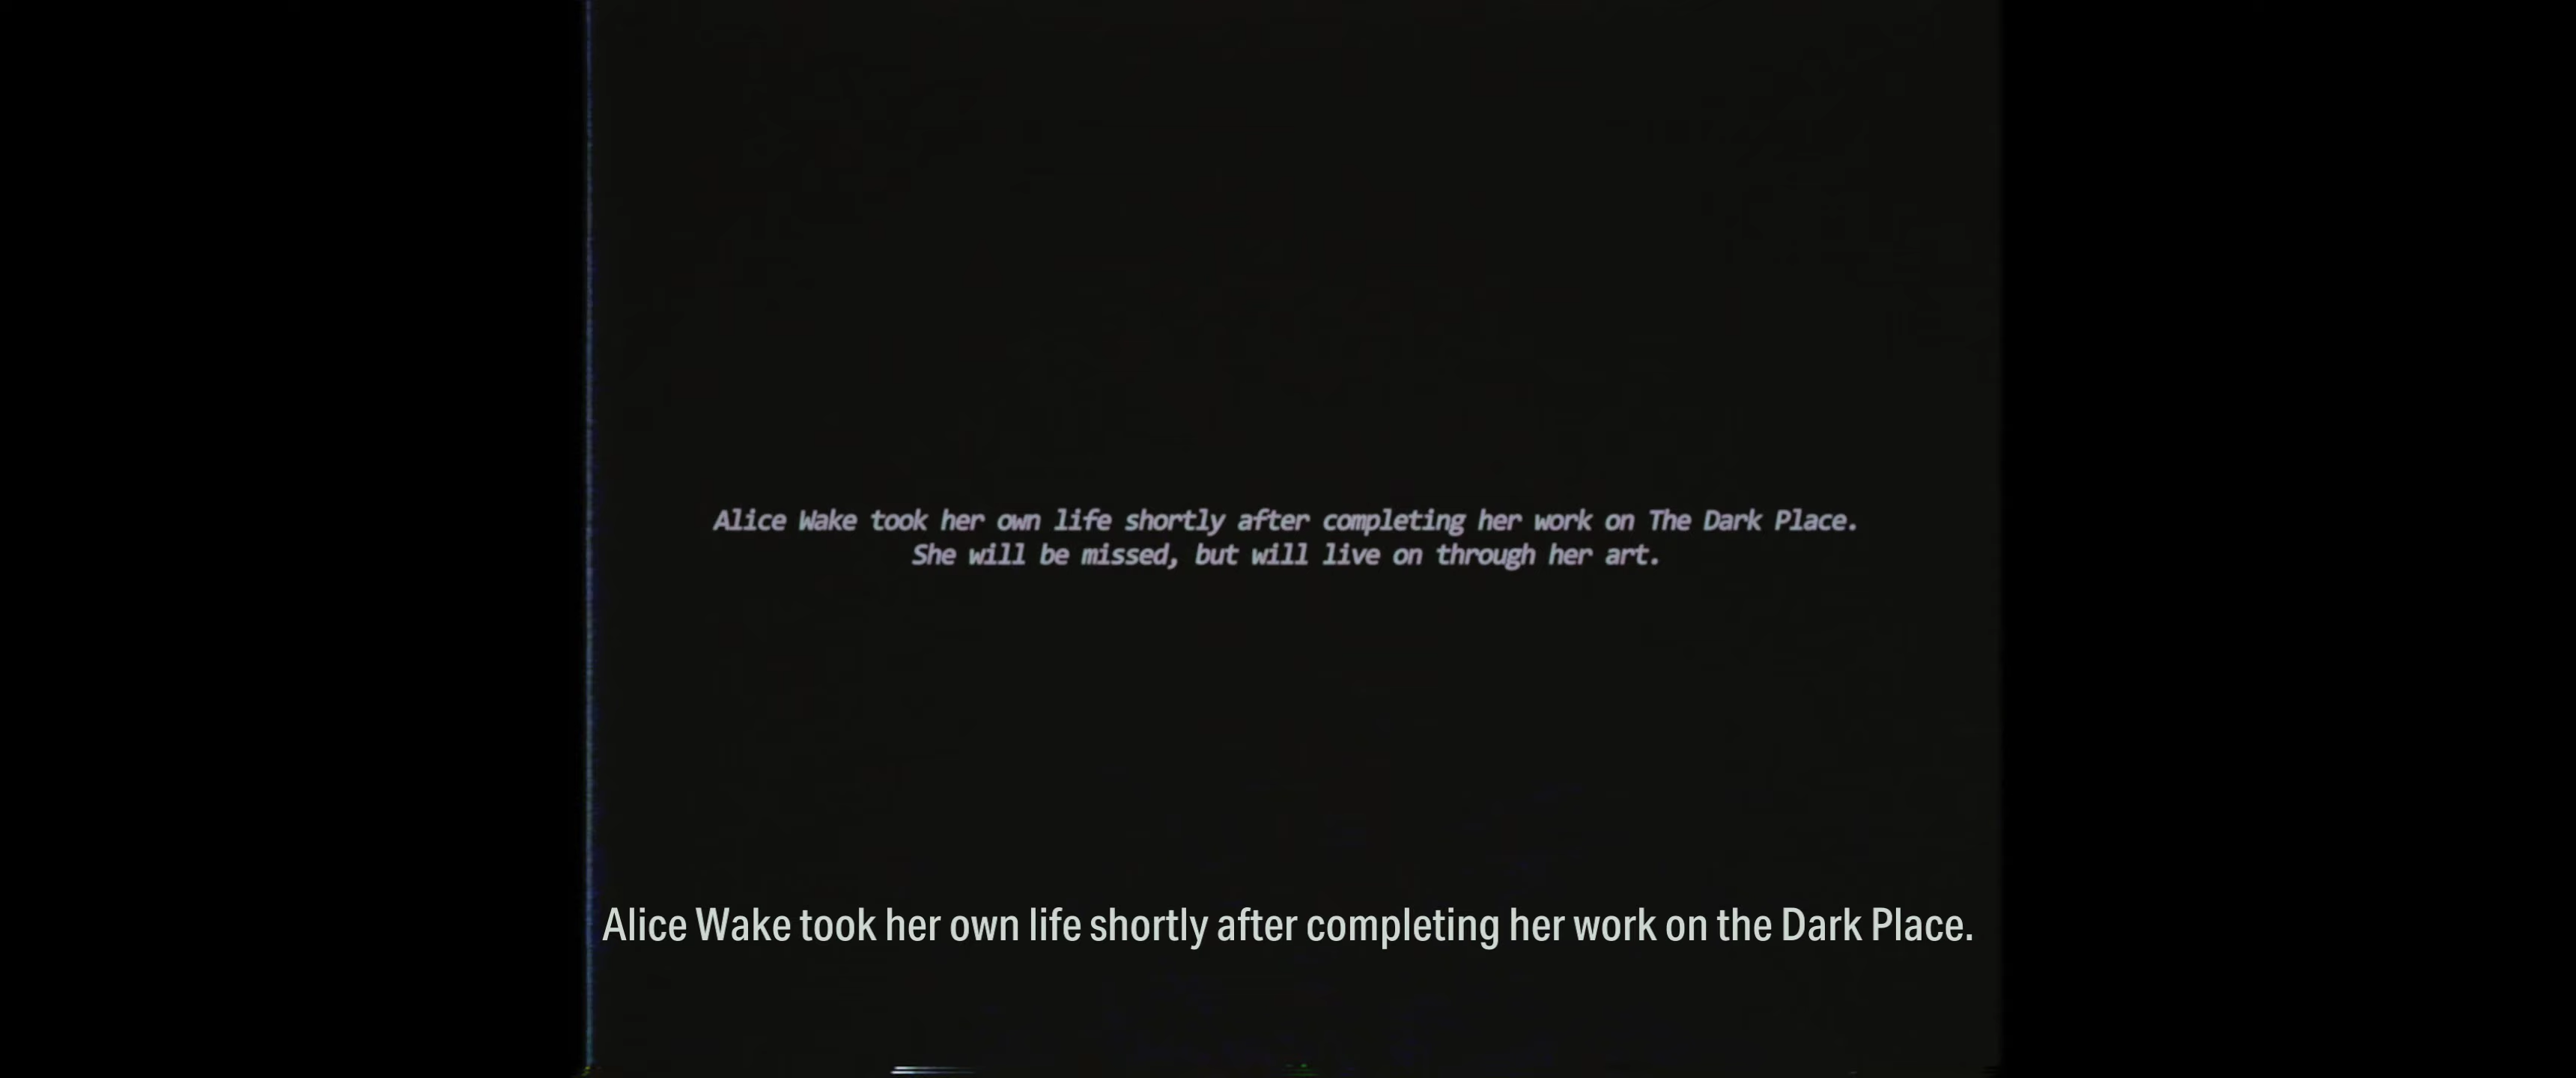 Alice Wake took her own life shortly after completing her work on The Dark Place.
She will be missed, but will live on through her art.
Alice Wake took her own life shortly after completing her work on the Dark Place.